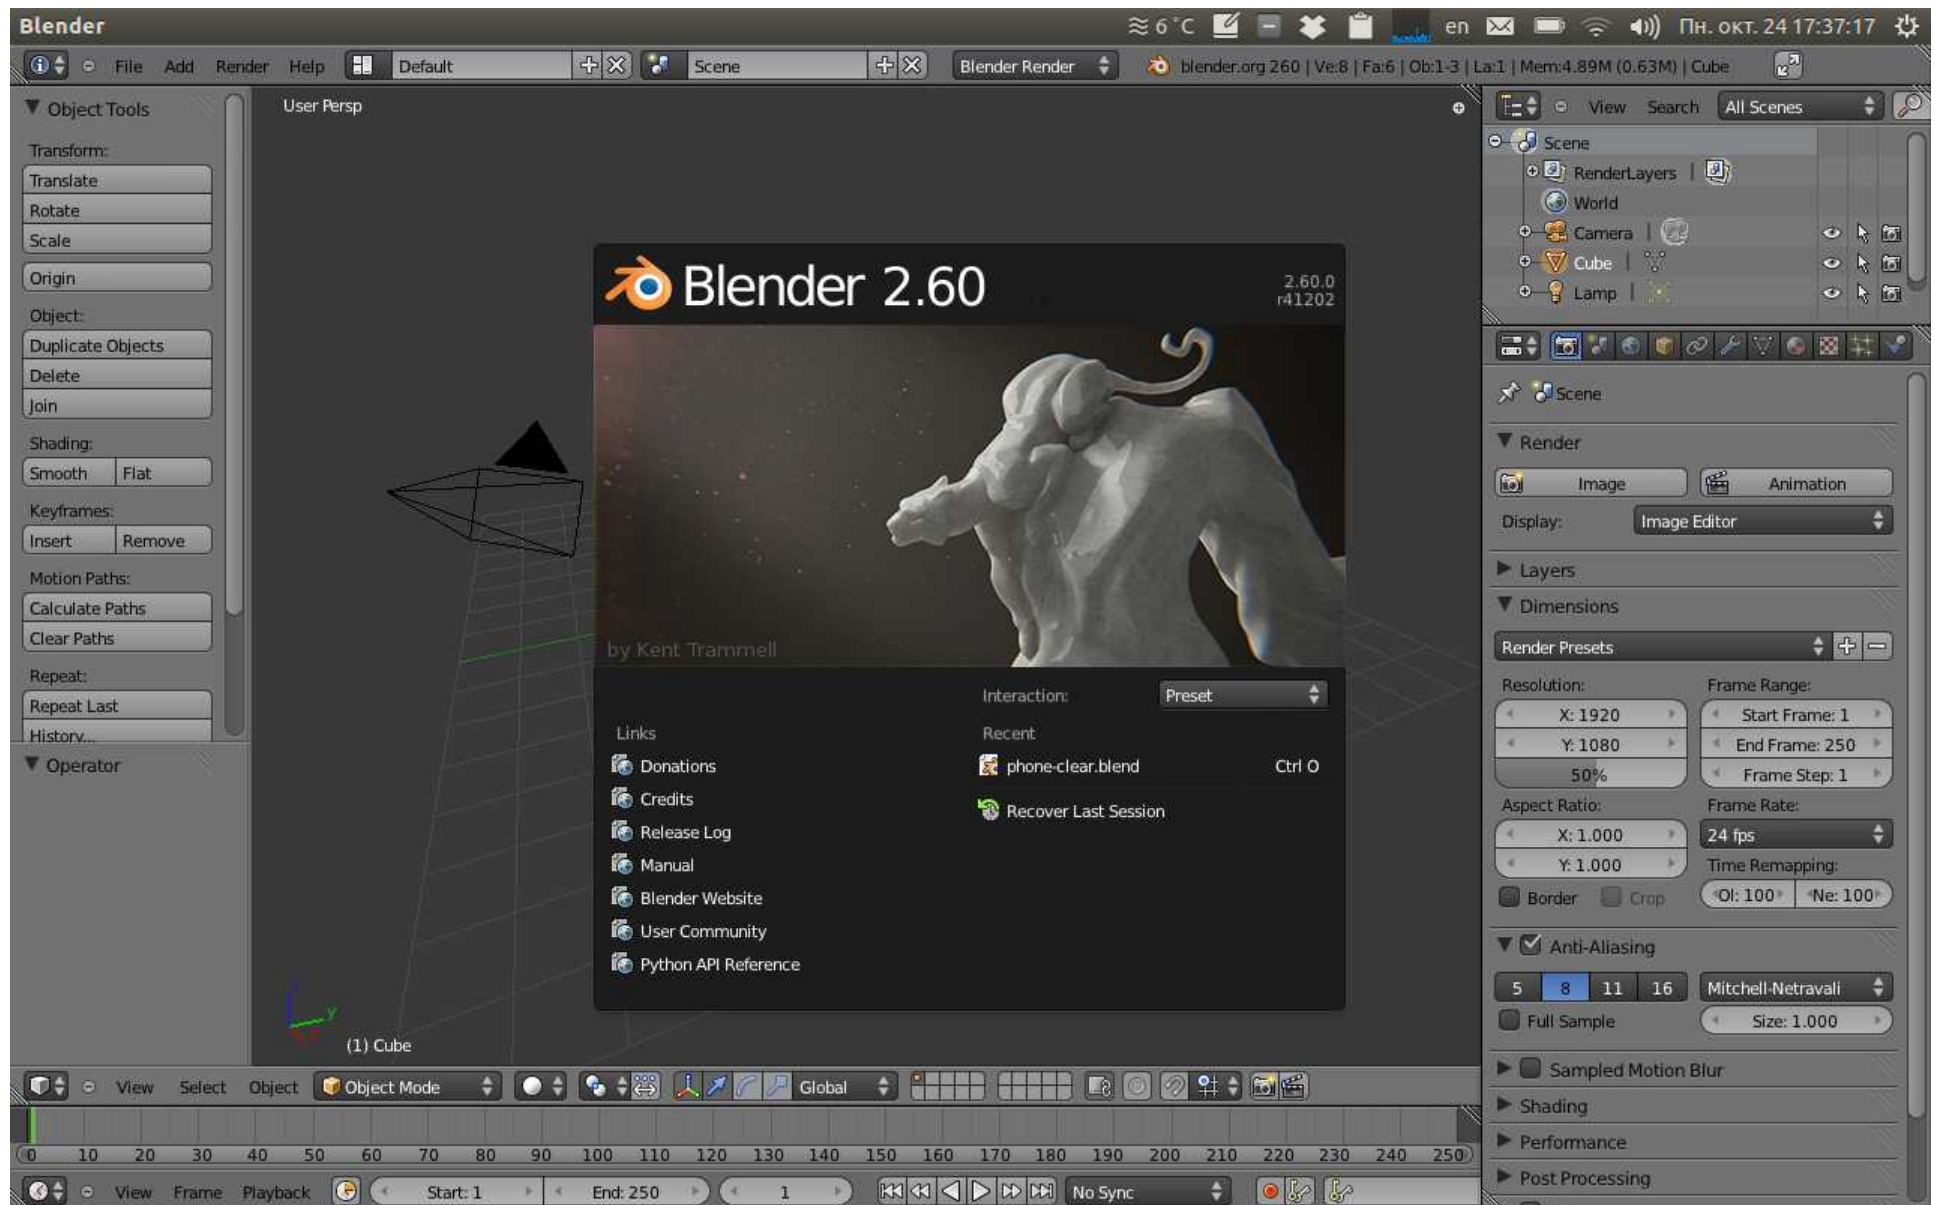 Blender
6°C en Пн. окт. 24 17:37:17
File Add Render Help Default Scene Blender Render blender.org 260 | Ve:8 | Fa:6 | Ob:1-3 | La:1 | Mem:4.89M (0.63M) | Cube
Object Tools
Transform:
Translate
Rotate
Scale
Origin
Object:
Duplicate Objects
Delete
Join
Shading:
Smooth Flat
Keyframes:
Insert Remove
Motion Paths:
Calculate Paths
Clear Paths
Repeat:
Repeat Last
History...
Operator
User Persp
Blender 2.60
2.60.0
r41202
by Kent Trammell
Interaction: Preset
Links
Donations
Credits
Release Log
Manual
Blender Website
User Community
Python API Reference
Recent
phone-clear.blend Ctrl O
Recover Last Session
y
(1) Cube
View Select Object Object Mode Global
0 10 20 30 40 50 60 70 80 90 100 110 120 130 140 150 160 170 180 190 200 210 220 230 240 250
View Frame Playback Start: 1 End: 250 1 No Sync
View Search All Scenes
Scene
RenderLayers |
World
Camera |
Cube |
Lamp |
Scene
Render
Image Animation
Display: Image Editor
Layers
Dimensions
Render Presets
Resolution: Frame Range:
X: 1920 Start Frame: 1
Y: 1080 End Frame: 250
50% Frame Step: 1
Aspect Ratio: Frame Rate:
X: 1.000 24 fps
Y: 1.000 Time Remapping:
Border Crop Ol: 100 Ne: 100
Anti-Aliasing
5 8 11 16 Mitchell-Netravali
Full Sample Size: 1.000
Sampled Motion Blur
Shading
Performance
Post Processing